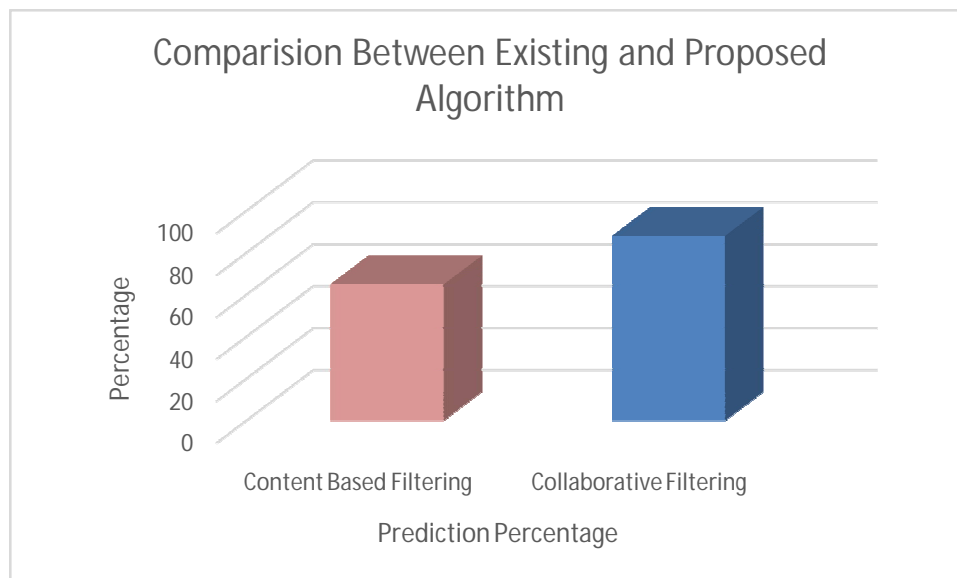 Comparision Between Existing and Proposed
Algorithm
Percentage
100
80
60
40
20
0
Content Based Filtering
Collaborative Filtering
Prediction Percentage